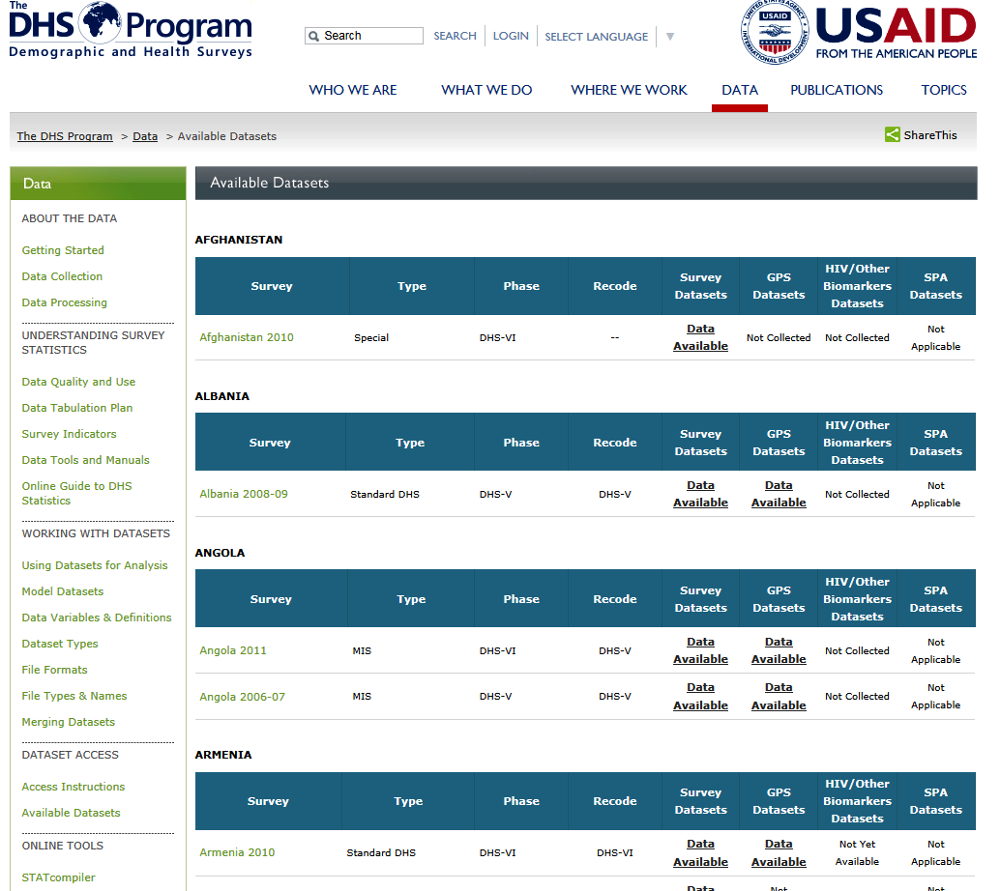 The
DHS Program
Demographic and Health Surveys
Search
SEARCH
LOGIN
SELECT LANGUAGE
UNITED STATES AGENCY
USAID
INTERNATIONAL DEVELOPMENT
USAID
FROM THE AMERICAN PEOPLE
WHO WE ARE
WHAT WE DO
WHERE WE WORK
DATA
PUBLICATIONS
TOPICS
The DHS Program > Data > Available Datasets
ShareThis
Data
ABOUT THE DATA
Getting Started
Data Collection
Data Processing
UNDERSTANDING SURVEY
STATISTICS
Data Quality and Use
Data Tabulation Plan
Survey Indicators
Data Tools and Manuals
Online Guide to DHS
Statistics
WORKING WITH DATASETS
Using Datasets for Analysis
Model Datasets
Data Variables & Definitions
Dataset Types
File Formats
File Types & Names
Merging Datasets
DATASET ACCESS
Access Instructions
Available Datasets
ONLINE TOOLS
STATcompiler
Available Datasets
AFGHANISTAN
Survey
Type
Phase
Recode
Survey
Datasets
GPS
Datasets
HIV/Other
Biomarkers
Datasets
SPA
Datasets
Afghanistan 2010
Special
DHS-VI
--
Data
Available
Not Collected
Not Collected
Not
Applicable
ALBANIA
Survey
Type
Phase
Recode
Survey
Datasets
GPS
Datasets
HIV/Other
Biomarkers
Datasets
SPA
Datasets
Albania 2008-09
Standard DHS
DHS-V
DHS-V
Data
Available
Data
Available
Not Collected
Not
Applicable
ANGOLA
Survey
Type
Phase
Recode
Survey
Datasets
GPS
Datasets
HIV/Other
Biomarkers
Datasets
SPA
Datasets
Angola 2011
MIS
DHS-VI
DHS-V
Data
Available
Data
Available
Not Collected
Not
Applicable
Angola 2006-07
MIS
DHS-V
DHS-V
Data
Available
Data
Available
Not Collected
Not
Applicable
ARMENIA
Survey
Type
Phase
Recode
Survey
Datasets
GPS
Datasets
HIV/Other
Biomarkers
Datasets
SPA
Datasets
Armenia 2010
Standard DHS
DHS-VI
DHS-VI
Data
Available
Data
Available
Not Yet
Available
Not
Applicable
Data
Not
Not